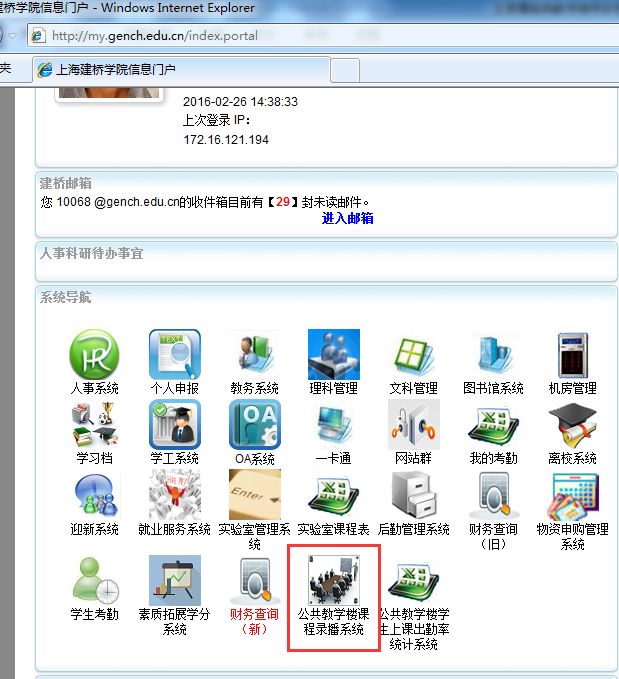 建桥学院信息门户 - Windows Internet Explorer
http://my.gench.edu.cn/index.portal
夹
上海建桥学院信息门户
2016-02-26 14:38:33
上次登录 IP：
172.16.121.194
建桥邮箱
您 10068 @gench.edu.cn的收件箱目前有【29】封未读邮件。
进入邮箱
人事科研待办事宜
系统导航
HR
TEXT
人事系统 个人申报 教务系统 理科管理 文科管理 图书馆系统 机房管理
OA
学习档 学工系统 OA系统 一卡通 网站群 我的考勤 离校系统
Enter
迎新系统 就业服务系统 实验室管理系统 实验室课程表 后勤管理系统 财务查询（旧） 物资申购管理系统
学生考勤 素质拓展学分系统 财务查询（新） 公共教学楼课程录播系统 公共教学楼学生上课出勤率统计系统